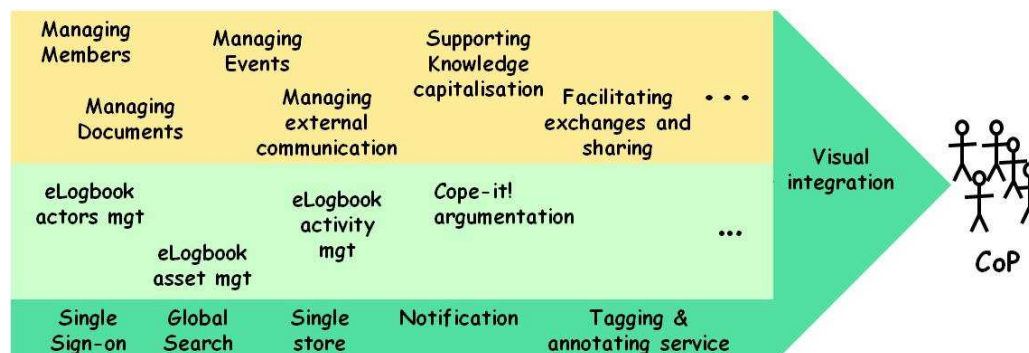 Managing
Members
Managing
Events
Supporting
Knowledge
capitalisation
Managing
Documents
Managing
external
communication
Facilitating
exchanges and
sharing
...
eLogbook
actors mgt
eLogbook
asset mgt
eLogbook
activity
mgt
Cope-it!
argumentation
...
Single
Sign-on
Global
Search
Single
store
Notification
Tagging &
annotating service
Visual
integration
CoP